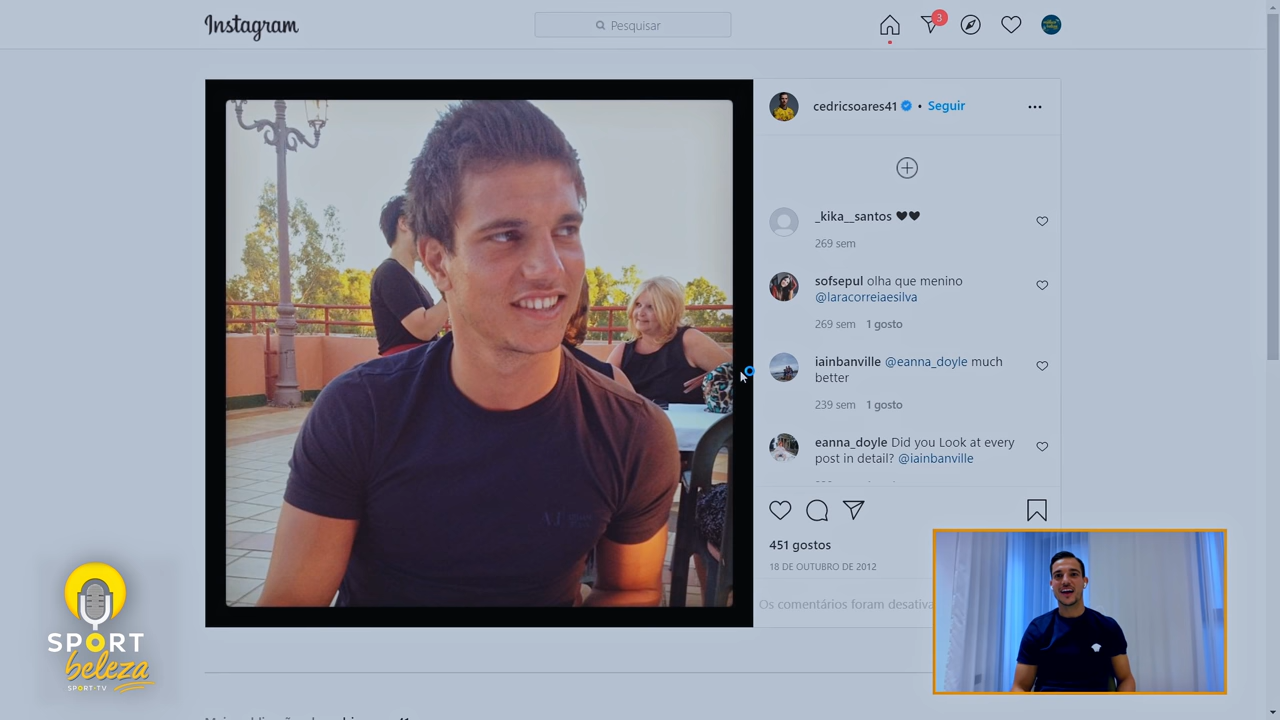 Instagram
Pesquisar
3
cedricsoares41 • Seguir
_kika__santos 🖤🖤
269 sem
sofsepul olha que menino
@laracorreiaesilva
269 sem 1 gosto
iainbanville @eanna_doyle much
better
239 sem 1 gosto
eanna_doyle Did you Look at every
post in detail? @iainbanville
451 gostos
18 DE OUTUBRO DE 2012
Os comentários foram desativa
SPORT
beleza
SPORT·TV